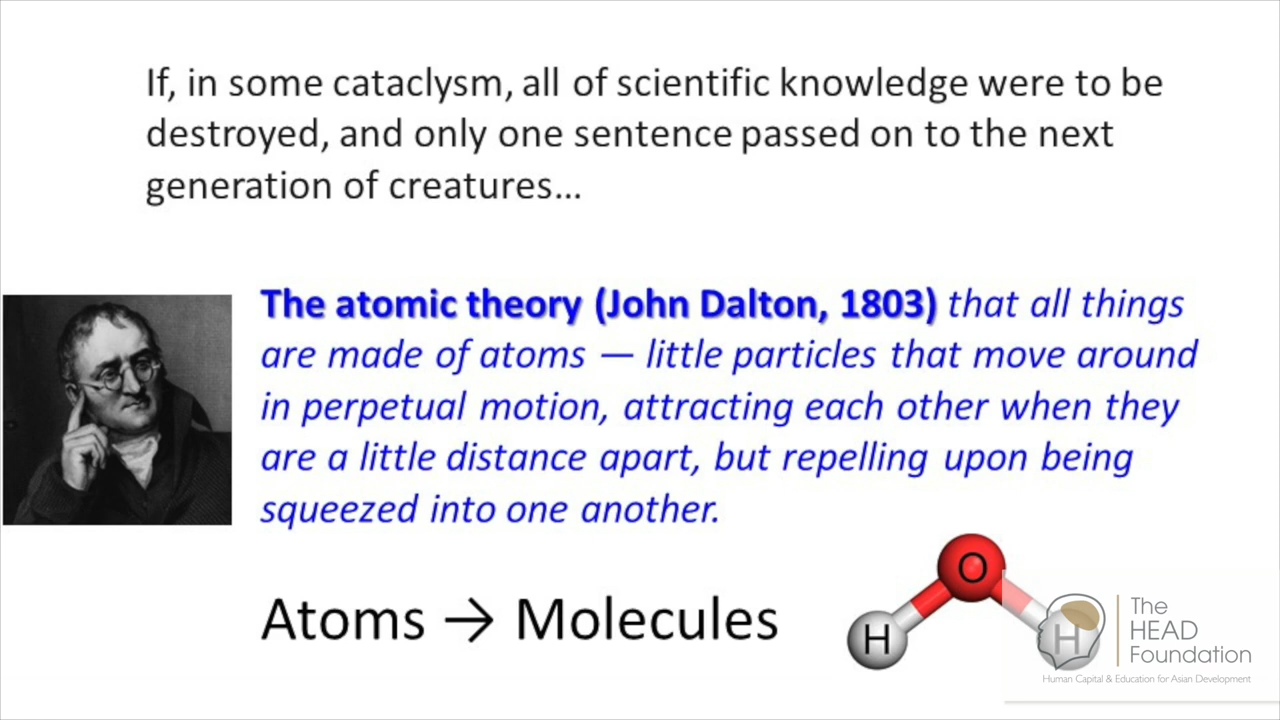 If, in some cataclysm, all of scientific knowledge were to be
destroyed, and only one sentence passed on to the next
generation of creatures...
The atomic theory (John Dalton, 1803) that all things
are made of atoms — little particles that move around
in perpetual motion, attracting each other when they
are a little distance apart, but repelling upon being
squeezed into one another.
Atoms → Molecules
O
H
H
The
HEAD
Foundation
Human Capital & Education for Asian Development